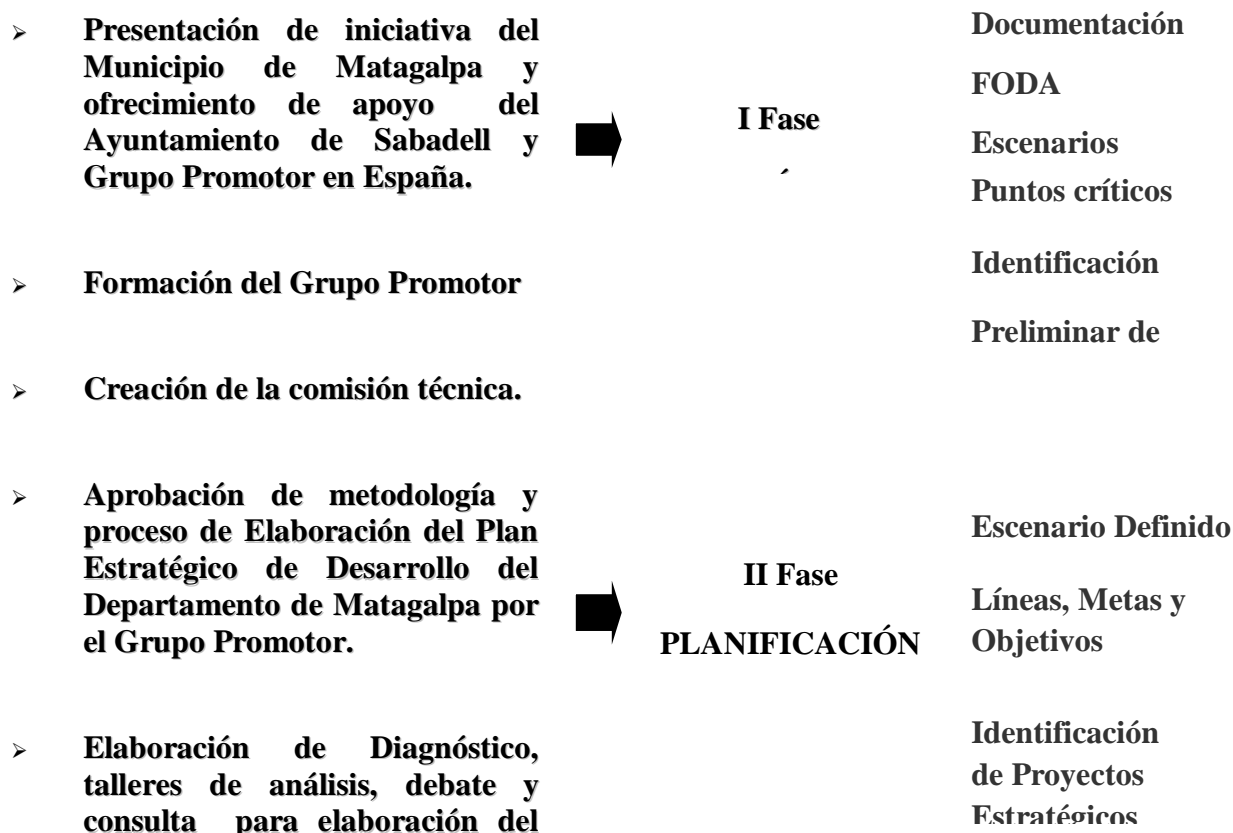 ➢ Presentación de iniciativa del
Municipio de Matagalpa y
ofrecimiento de apoyo del
Ayuntamiento de Sabadell y
Grupo Promotor en España.
➢ Formación del Grupo Promotor
➢ Creación de la comisión técnica.
➢ Aprobación de metodología y
proceso de Elaboración del Plan
Estratégico de Desarrollo del
Departamento de Matagalpa por
el Grupo Promotor.
➢ Elaboración de Diagnóstico,
talleres de análisis, debate y
consulta para elaboración del
I Fase
II Fase
PLANIFICACIÓN
Documentación
FODA
Escenarios
Puntos críticos
Identificación
Preliminar de
Escenario Definido
Líneas, Metas y
Objetivos
Identificación
de Proyectos
Estratégicos